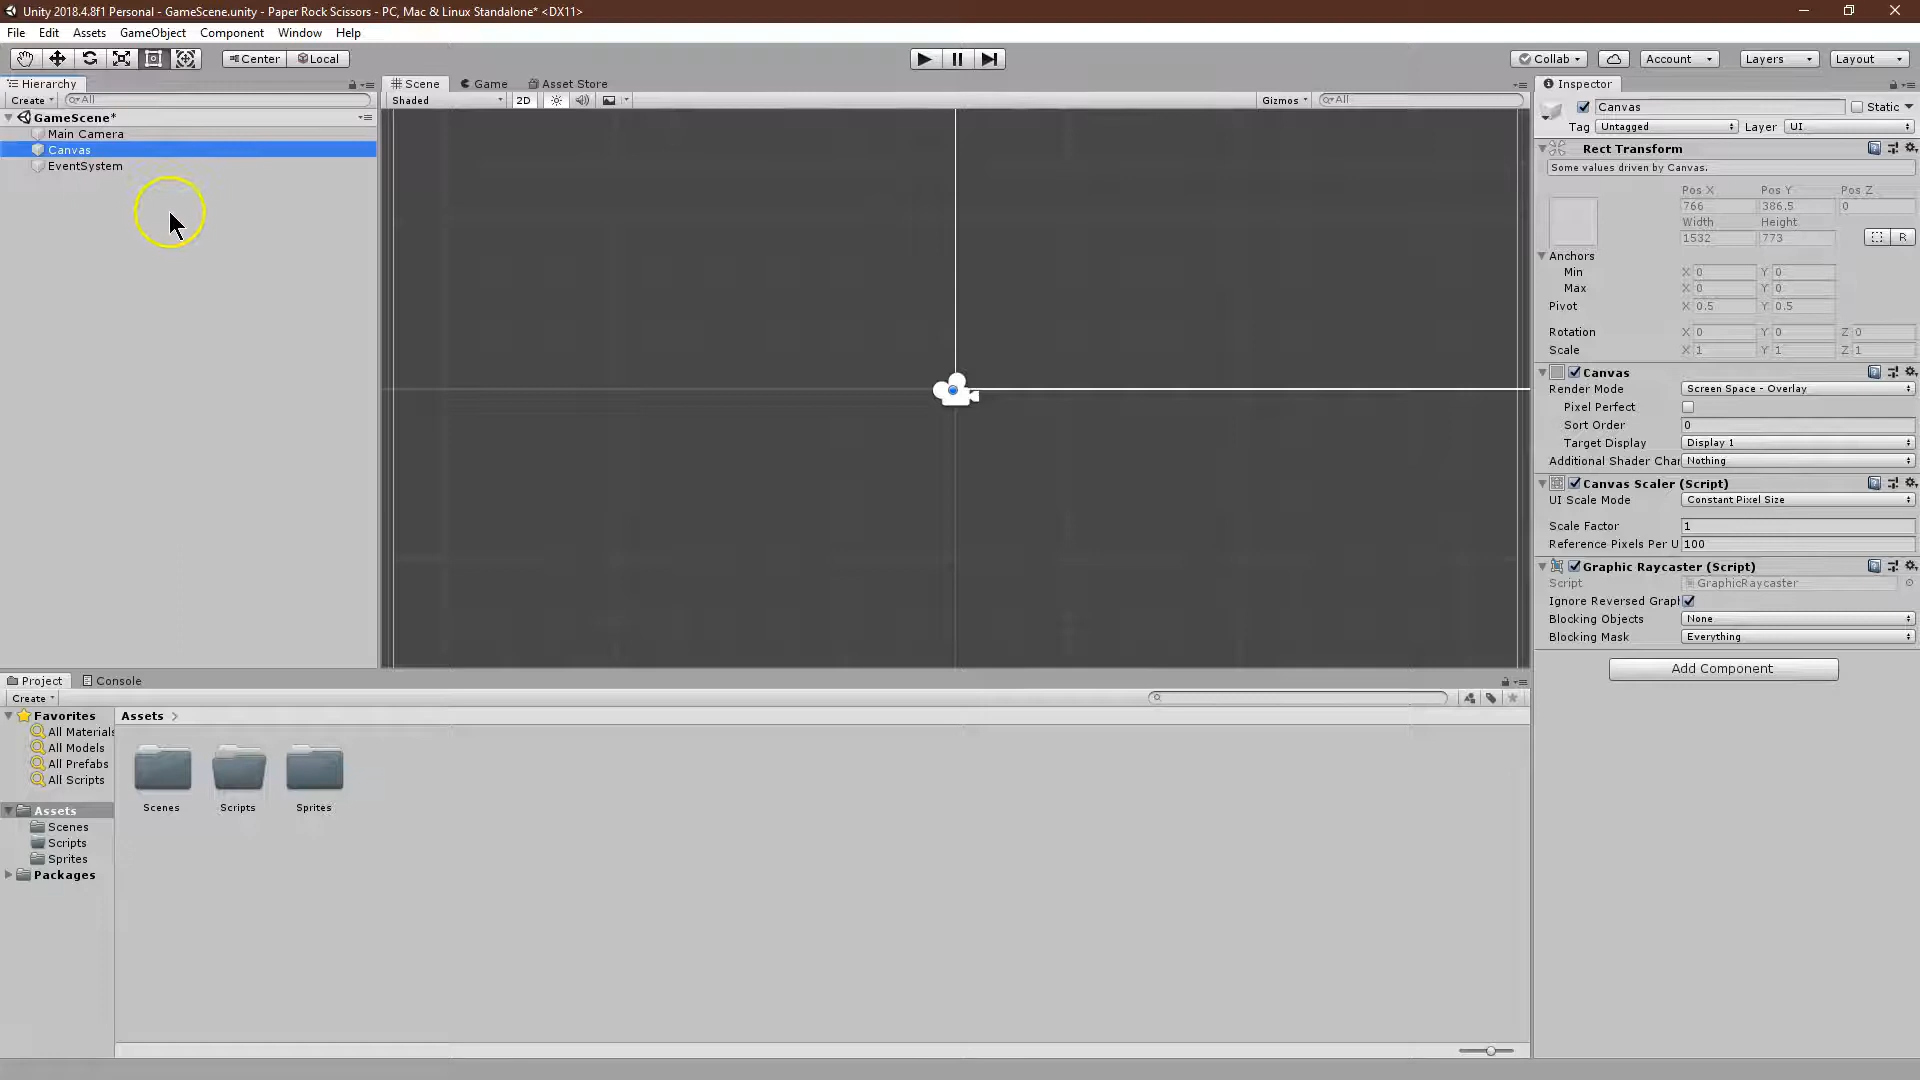 Unity 2018.4.8f1 Personal - GameScene.unity - Paper Rock Scissors - PC, Mac & Linux Standalone* <DX11>
File Edit Assets GameObject Component Window Help
Center Local Collab Account Layers Layout
Hierarchy
Create All
GameScene*
Main Camera
Canvas
EventSystem
Scene Game Asset Store
Shaded 2D Gizmos All
Inspector
Canvas Static
Tag Untagged Layer UI
Rect Transform
Some values driven by Canvas.
Pos X Pos Y Pos Z
766 386.5 0
Width Height
1532 773 R
Anchors
Min X 0 Y 0
Max X 0 Y 0
Pivot X 0.5 Y 0.5
Rotation X 0 Y 0 Z 0
Scale X 1 Y 1 Z 1
Canvas
Render Mode Screen Space - Overlay
Pixel Perfect
Sort Order 0
Target Display Display 1
Additional Shader Char Nothing
Canvas Scaler (Script)
UI Scale Mode Constant Pixel Size
Scale Factor 1
Reference Pixels Per U 100
Graphic Raycaster (Script)
Script GraphicRaycaster
Ignore Reversed Graph
Blocking Objects None
Blocking Mask Everything
Add Component
Project Console
Create
Favorites
All Materials
All Models
All Prefabs
All Scripts
Assets
Scenes
Scripts
Sprites
Packages
Assets >
Scenes Scripts Sprites